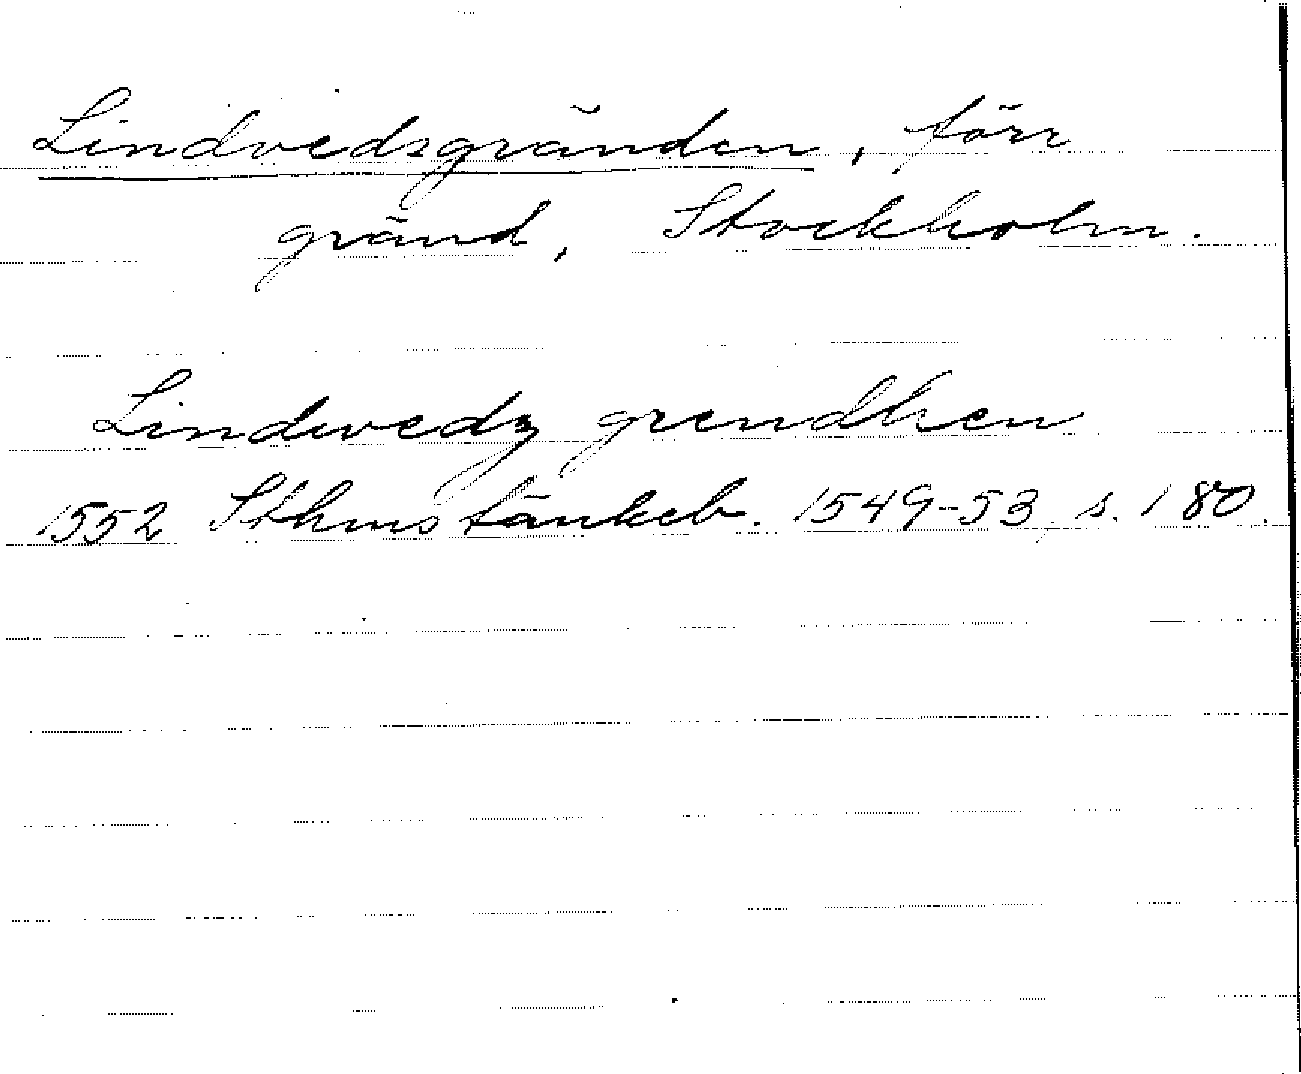 Lindvedsgränden, förr
gränd, Stockholm.
Lindwedz grendhen
1552 Sthms tänkeb. 1549-53, s. 180.